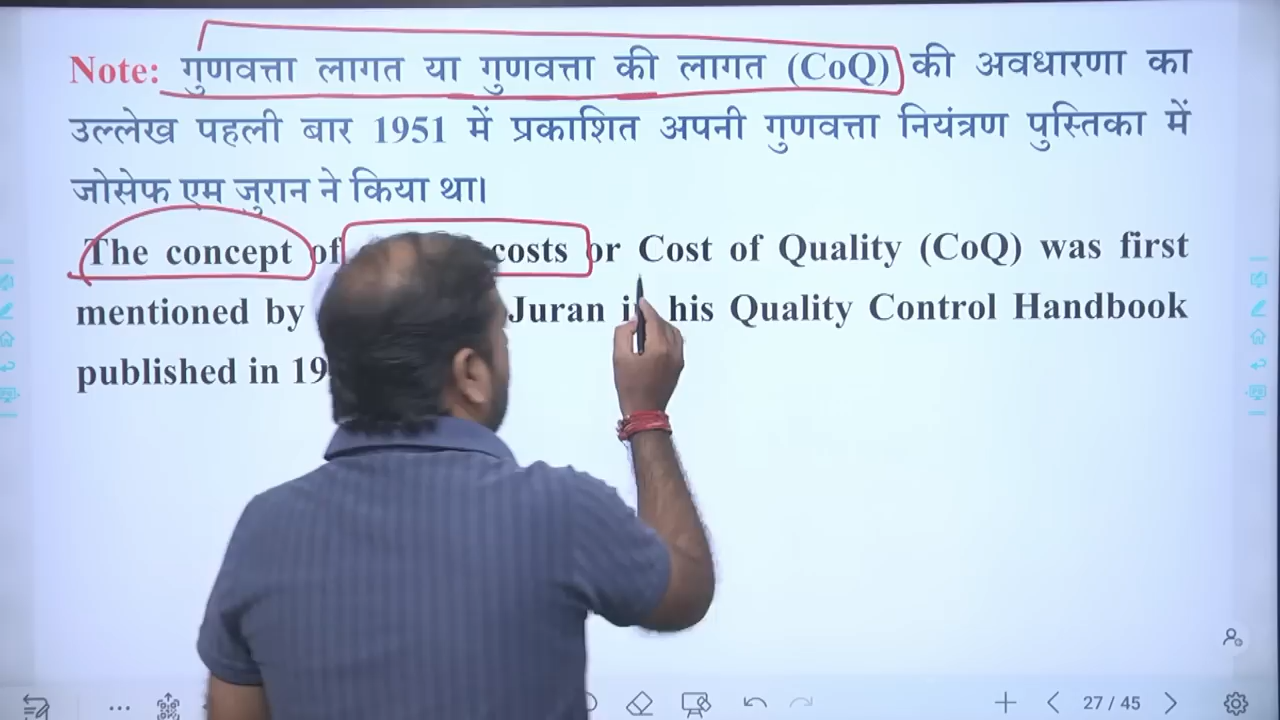 Note: गुणवत्ता लागत या गुणवत्ता की लागत (CoQ) की अवधारणा का
उल्लेख पहली बार 1951 में प्रकाशित अपनी गुणवत्ता नियंत्रण पुस्तिका में
जोसेफ एम जुरान ने किया था।
The concept of costs or Cost of Quality (CoQ) was first
mentioned by Juran his Quality Control Handbook
published in 19
27 / 45